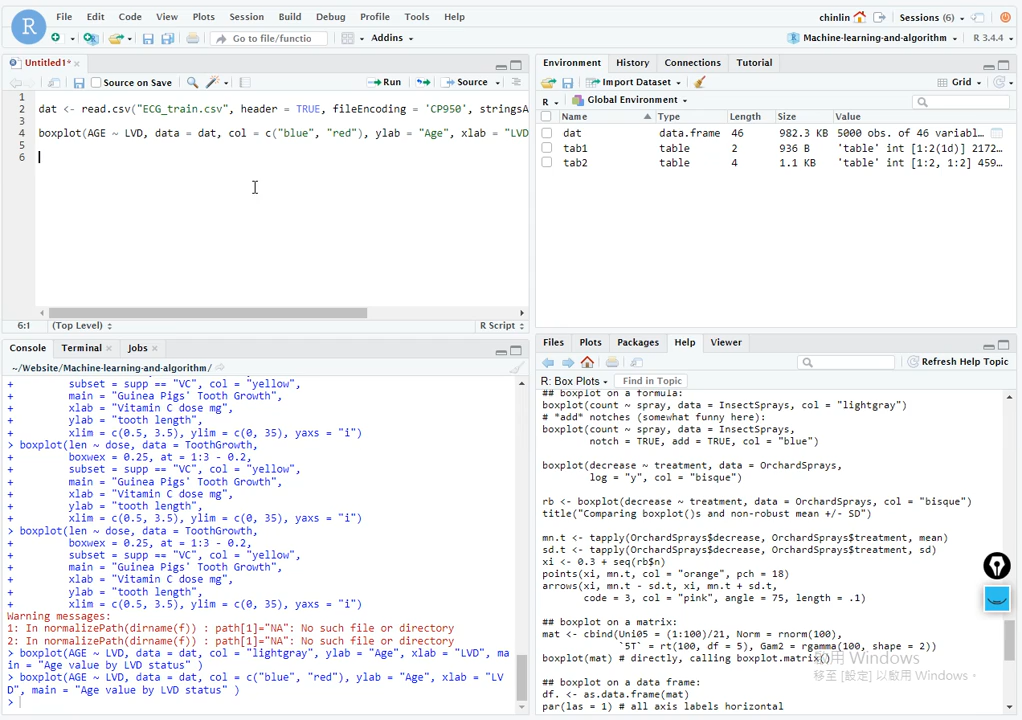 File Edit Code View Plots Session Build Debug Profile Tools Help
chinlin Sessions (6)
Go to file/functio Addins Machine-learning-and-algorithm R 3.4.4
Untitled1*
Source on Save Run Source
1
2 dat <- read.csv("ECG_train.csv", header = TRUE, fileEncoding = 'CP950', stringsA
3
4 boxplot(AGE ~ LVD, data = dat, col = c("blue", "red"), ylab = "Age", xlab = "LVD
5
6
6:1 (Top Level) R Script
Environment History Connections Tutorial
Import Dataset Grid
R Global Environment
Name Type Length Size Value
dat data.frame 46 982.3 KB 5000 obs. of 46 variabl…
tab1 table 2 936 B 'table' int [1:2(1d)] 2172…
tab2 table 4 1.1 KB 'table' int [1:2, 1:2] 459…
Console Terminal Jobs
~/Website/Machine-learning-and-algorithm/
+ subset = supp == "VC", col = "yellow",
+ main = "Guinea Pigs' Tooth Growth",
+ xlab = "Vitamin C dose mg",
+ ylab = "tooth length",
+ xlim = c(0.5, 3.5), ylim = c(0, 35), yaxs = "i")
> boxplot(len ~ dose, data = ToothGrowth,
+ boxwex = 0.25, at = 1:3 - 0.2,
+ subset = supp == "VC", col = "yellow",
+ main = "Guinea Pigs' Tooth Growth",
+ xlab = "Vitamin C dose mg",
+ ylab = "tooth length",
+ xlim = c(0.5, 3.5), ylim = c(0, 35), yaxs = "i")
> boxplot(len ~ dose, data = ToothGrowth,
+ boxwex = 0.25, at = 1:3 - 0.2,
+ subset = supp == "VC", col = "yellow",
+ main = "Guinea Pigs' Tooth Growth",
+ xlab = "Vitamin C dose mg",
+ ylab = "tooth length",
+ xlim = c(0.5, 3.5), ylim = c(0, 35), yaxs = "i")
Warning messages:
1: In normalizePath(dirname(f)) : path[1]="NA": No such file or directory
2: In normalizePath(dirname(f)) : path[1]="NA": No such file or directory
> boxplot(AGE ~ LVD, data = dat, col = "lightgray", ylab = "Age", xlab = "LVD", ma
in = "Age value by LVD status" )
> boxplot(AGE ~ LVD, data = dat, col = c("blue", "red"), ylab = "Age", xlab = "LV
D", main = "Age value by LVD status" )
>
Files Plots Packages Help Viewer
Refresh Help Topic
R: Box Plots Find in Topic
## boxplot on a formula:
boxplot(count ~ spray, data = InsectSprays, col = "lightgray")
# *add* notches (somewhat funny here):
boxplot(count ~ spray, data = InsectSprays,
notch = TRUE, add = TRUE, col = "blue")
boxplot(decrease ~ treatment, data = OrchardSprays,
log = "y", col = "bisque")
rb <- boxplot(decrease ~ treatment, data = OrchardSprays, col = "bisque")
title("Comparing boxplot()s and non-robust mean +/- SD")
mn.t <- tapply(OrchardSprays$decrease, OrchardSprays$treatment, mean)
sd.t <- tapply(OrchardSprays$decrease, OrchardSprays$treatment, sd)
xi <- 0.3 + seq(rb$n)
points(xi, mn.t, col = "orange", pch = 18)
arrows(xi, mn.t - sd.t, xi, mn.t + sd.t,
code = 3, col = "pink", angle = 75, length = .1)
## boxplot on a matrix:
mat <- cbind(Uni05 = (1:100)/21, Norm = rnorm(100),
`5T` = rt(100, df = 5), Gam2 = rgamma(100, shape = 2))
boxplot(mat) # directly, calling boxplot.matrix()
## boxplot on a data frame:
df. <- as.data.frame(mat)
par(las = 1) # all axis labels horizontal
啟用 Windows
移至 [設定] 以啟用 Windows。